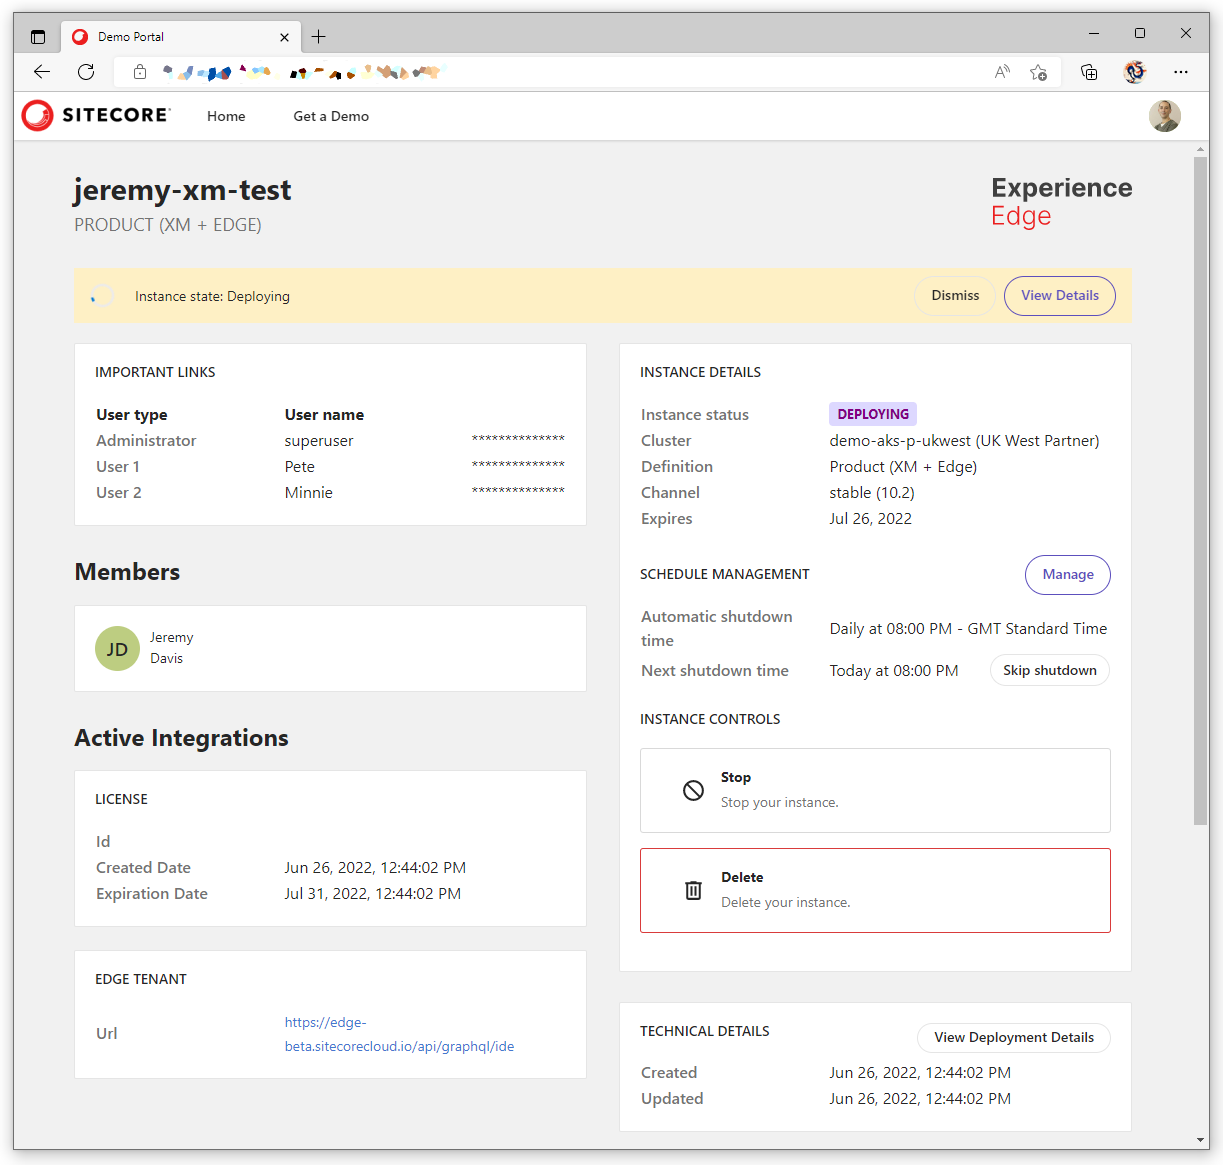 Demo Portal
SITECORE Home Get a Demo
jeremy-xm-test
PRODUCT (XM + EDGE)
Experience
Edge
Instance state: Deploying Dismiss View Details
IMPORTANT LINKS
User type User name
Administrator superuser **************
User 1 Pete **************
User 2 Minnie **************
Members
JD
Jeremy
Davis
Active Integrations
LICENSE
Id
Created Date Jun 26, 2022, 12:44:02 PM
Expiration Date Jul 31, 2022, 12:44:02 PM
EDGE TENANT
Url
https://edge-
beta.sitecorecloud.io/api/graphql/ide
INSTANCE DETAILS
Instance status DEPLOYING
Cluster demo-aks-p-ukwest (UK West Partner)
Definition Product (XM + Edge)
Channel stable (10.2)
Expires Jul 26, 2022
SCHEDULE MANAGEMENT Manage
Automatic shutdown
time
Daily at 08:00 PM - GMT Standard Time
Next shutdown time Today at 08:00 PM Skip shutdown
INSTANCE CONTROLS
Stop
Stop your instance.
Delete
Delete your instance.
TECHNICAL DETAILS View Deployment Details
Created Jun 26, 2022, 12:44:02 PM
Updated Jun 26, 2022, 12:44:02 PM